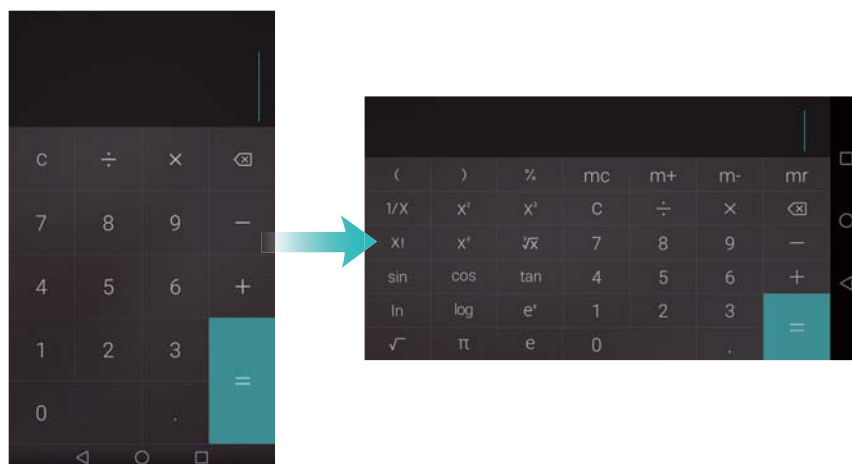 C ÷ ×
7 8 9 −
4 5 6 +
1 2 3
=
0 .
( ) % mc m+ m- mr
1/X X² X³ C ÷ ×
X! Xʸ ʸ√x 7 8 9 −
sin cos tan 4 5 6 +
ln log eˣ 1 2 3
=
√ π e 0 .